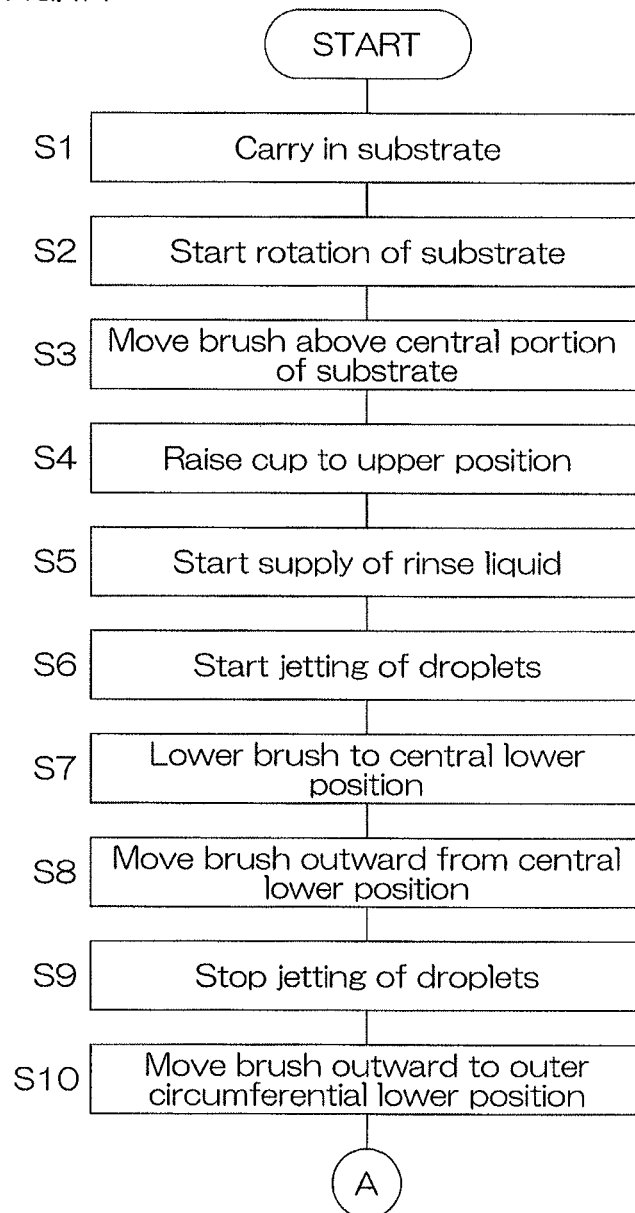 START
S1 Carry in substrate
S2 Start rotation of substrate
S3 Move brush above central portion
of substrate
S4 Raise cup to upper position
S5 Start supply of rinse liquid
S6 Start jetting of droplets
S7 Lower brush to central lower
position
S8 Move brush outward from central
lower position
S9 Stop jetting of droplets
S10 Move brush outward to outer
circumferential lower position
A